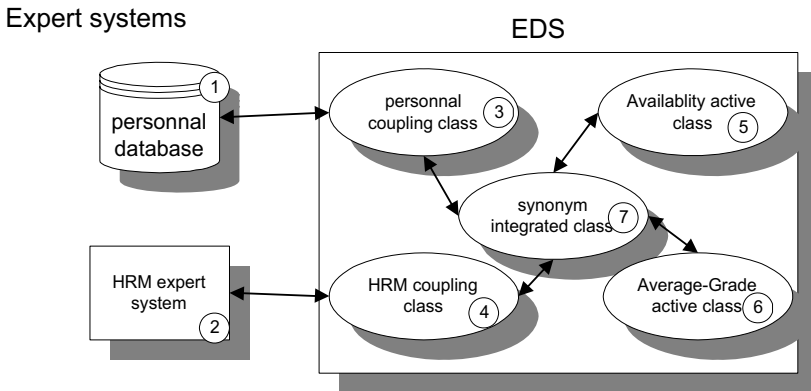 Expert systems
EDS
1
personnal
database
personnal
coupling class
3
Availablity active
class
5
synonym
integrated class
7
HRM expert
system
2
HRM coupling
class
4
Average-Grade
active class
6